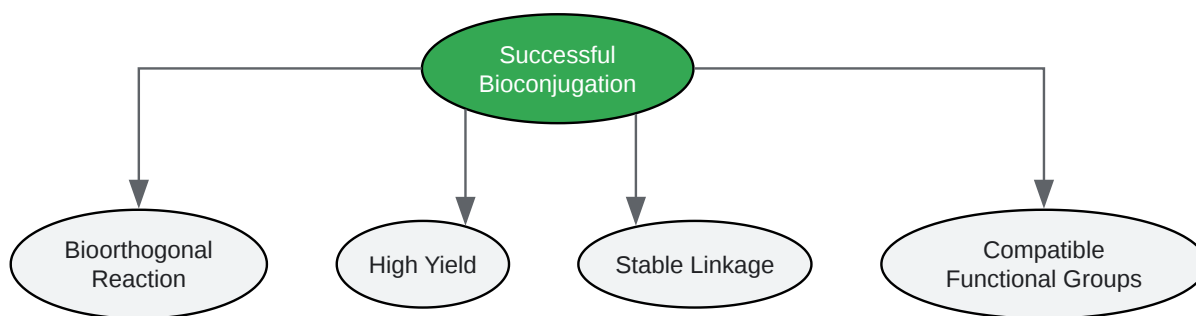 Successful
Bioconjugation
Bioorthogonal
Reaction
High Yield
Stable Linkage
Compatible
Functional Groups